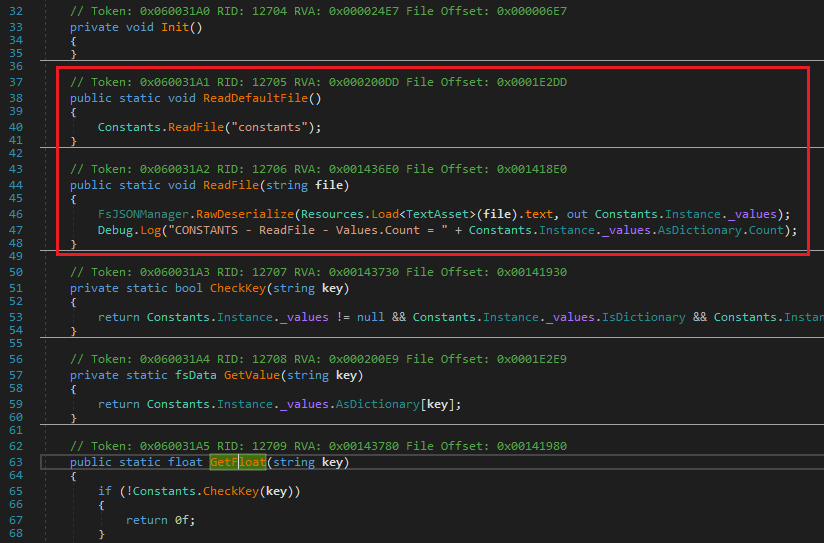 32 // Token: 0x060031A0 RID: 12704 RVA: 0x000024E7 File Offset: 0x000006E7
33 private void Init()
34 {
35 }
36
37 // Token: 0x060031A1 RID: 12705 RVA: 0x000200DD File Offset: 0x0001E2DD
38 public static void ReadDefaultFile()
39 {
40 Constants.ReadFile("constants");
41 }
42
43 // Token: 0x060031A2 RID: 12706 RVA: 0x001436E0 File Offset: 0x001418E0
44 public static void ReadFile(string file)
45 {
46 FsJSONManager.RawDeserialize(Resources.Load<TextAsset>(file).text, out Constants.Instance._values);
47 Debug.Log("CONSTANTS - ReadFile - Values.Count = " + Constants.Instance._values.AsDictionary.Count);
48 }
49
50 // Token: 0x060031A3 RID: 12707 RVA: 0x00143730 File Offset: 0x00141930
51 private static bool CheckKey(string key)
52 {
53 return Constants.Instance._values != null && Constants.Instance._values.IsDictionary && Constants.Instan
54 }
55
56 // Token: 0x060031A4 RID: 12708 RVA: 0x000200E9 File Offset: 0x0001E2E9
57 private static fsData GetValue(string key)
58 {
59 return Constants.Instance._values.AsDictionary[key];
60 }
61
62 // Token: 0x060031A5 RID: 12709 RVA: 0x00143780 File Offset: 0x00141980
63 public static float GetFloat(string key)
64 {
65 if (!Constants.CheckKey(key))
66 {
67 return 0f;
68 }